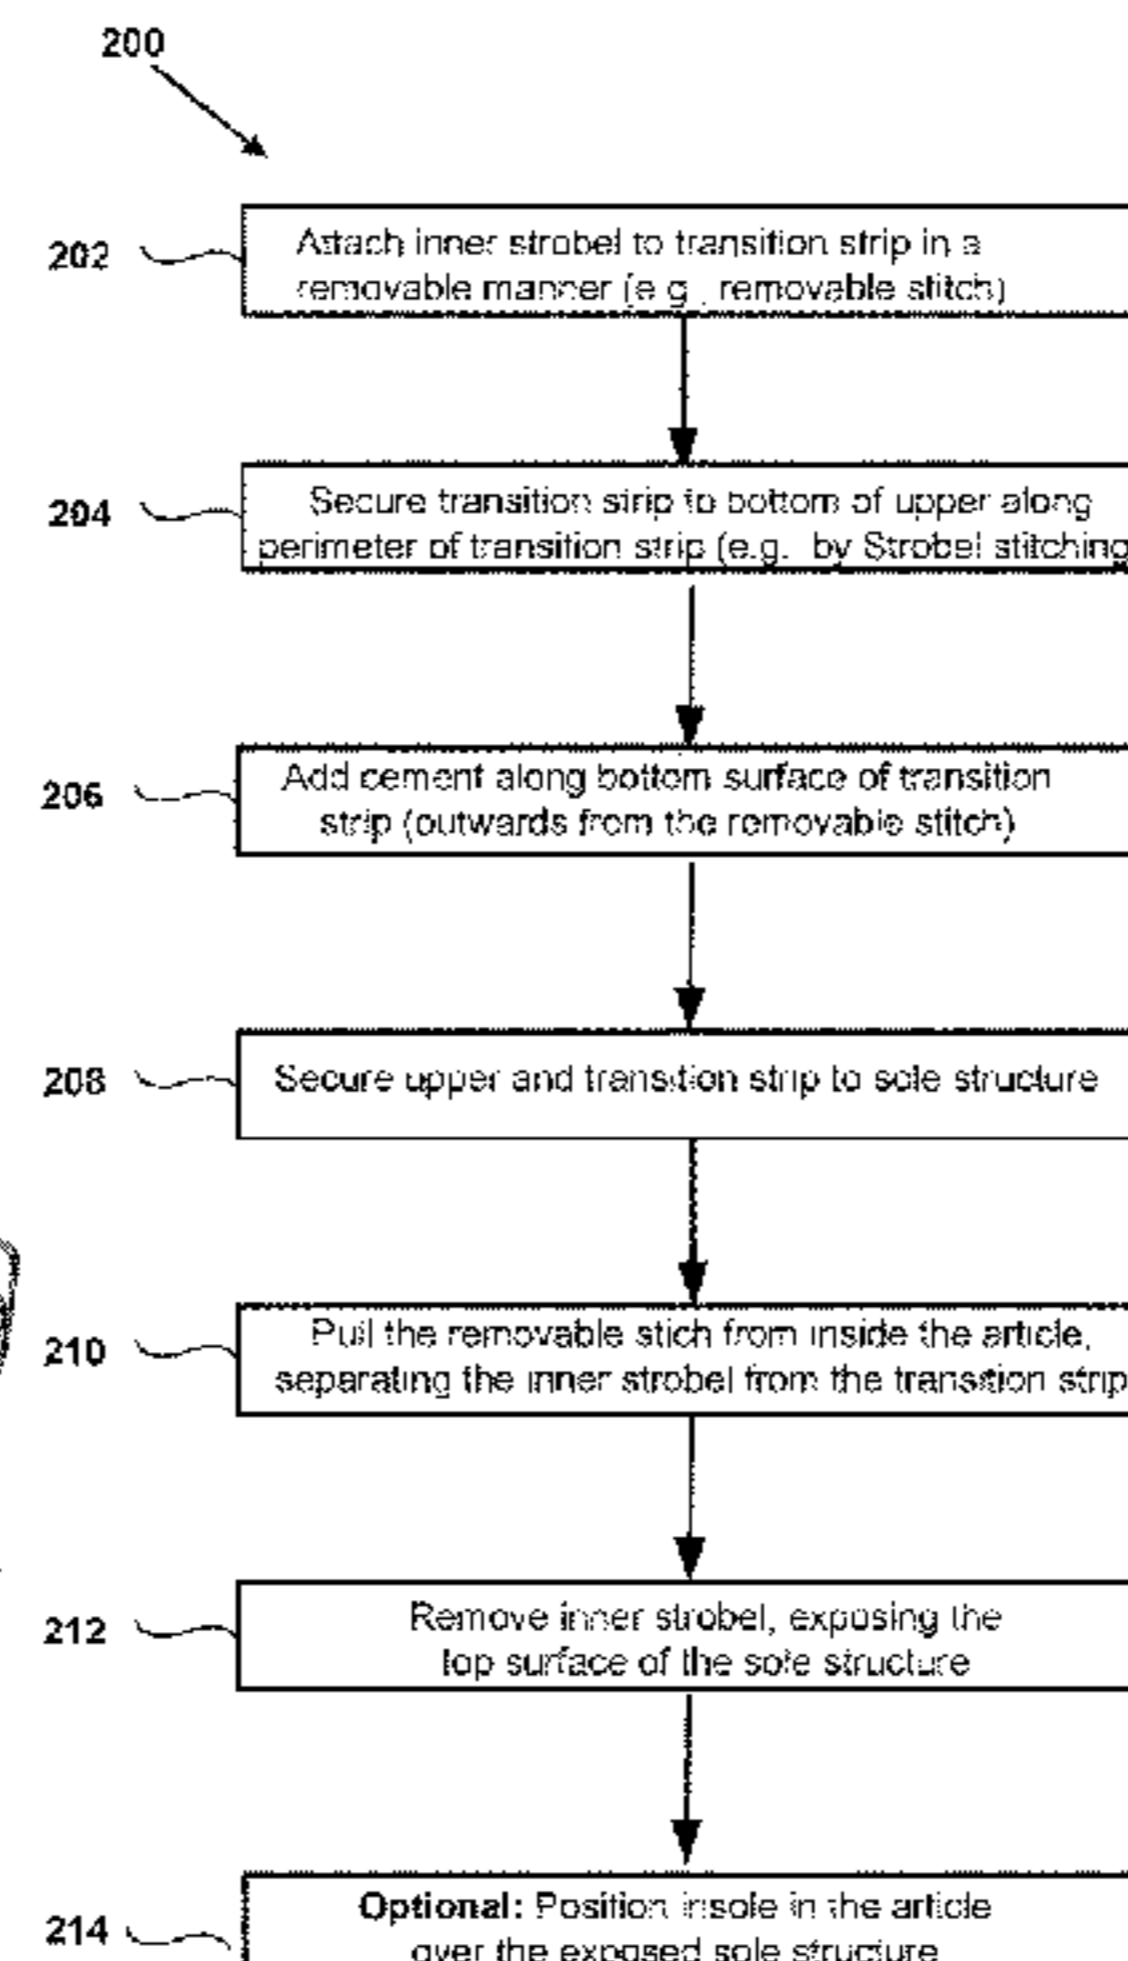 200
202
Attach inner strobel to transition strip in a
removable manner (e.g., removable stitch)
204
Secure transition strip to bottom of upper along
perimeter of transition strip (e.g. by Strobel stitching
206
Add cement along bottom surface of transition
strip (outwards from the removable stitch)
208
Secure upper and transition strip to sole structure
210
Pull the removable stich from inside the article,
separating the inner strobel from the transition strip
212
Remove inner strobel, exposing the
top surface of the sole structure
214
Optional: Position insole in the article
over the exposed sole structure